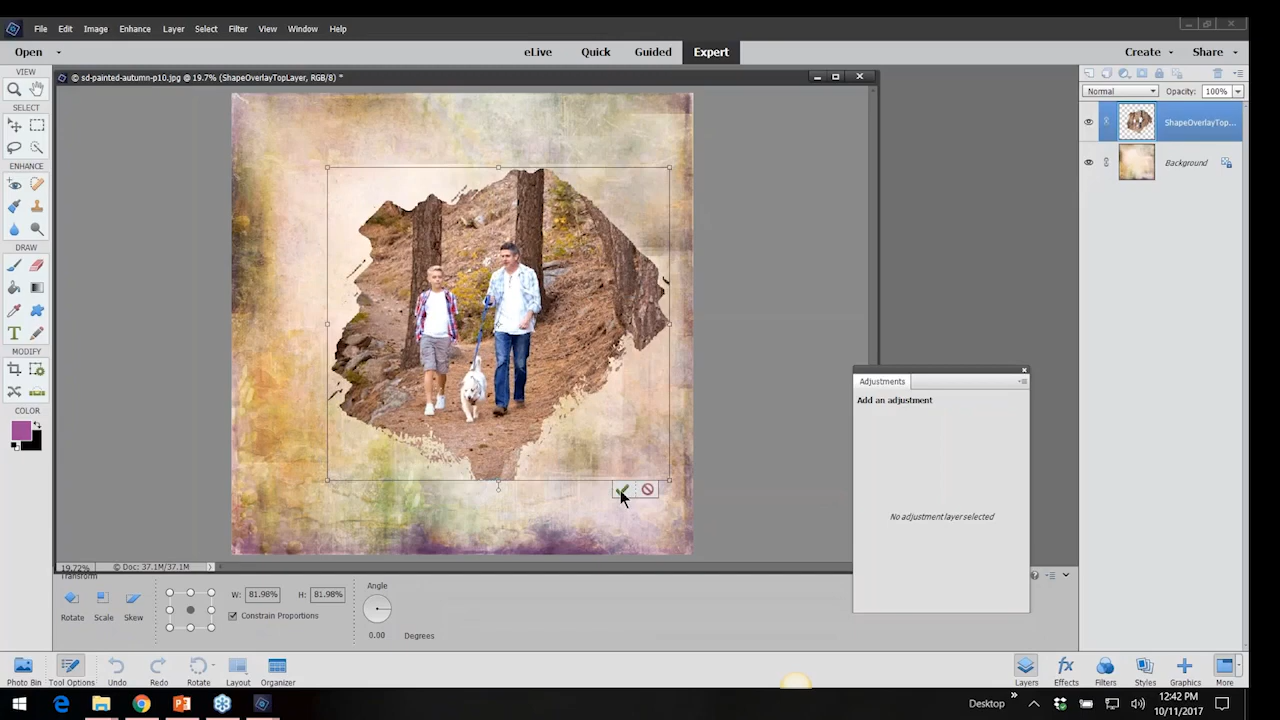 File Edit Image Enhance Layer Select Filter View Window Help
Open eLive Quick Guided Expert Create Share
sd-painted-autumn-p10.jpg @ 19.7% (ShapeOverlayTopLayer, RGB/8) *
VIEW
SELECT
ENHANCE
DRAW
MODIFY
COLOR
Normal Opacity: 100%
ShapeOverlayTop...
Background
Adjustments
Add an adjustment
No adjustment layer selected
19.72% © Doc: 37.1M/37.1M
Transform
Rotate Scale Skew
W: 81.98% H: 81.98%
Constrain Proportions
Angle
0.00 Degrees
Photo Bin Tool Options Undo Redo Rotate Layout Organizer
Layers Effects Filters Styles Graphics More
Desktop
12:42 PM
10/11/2017